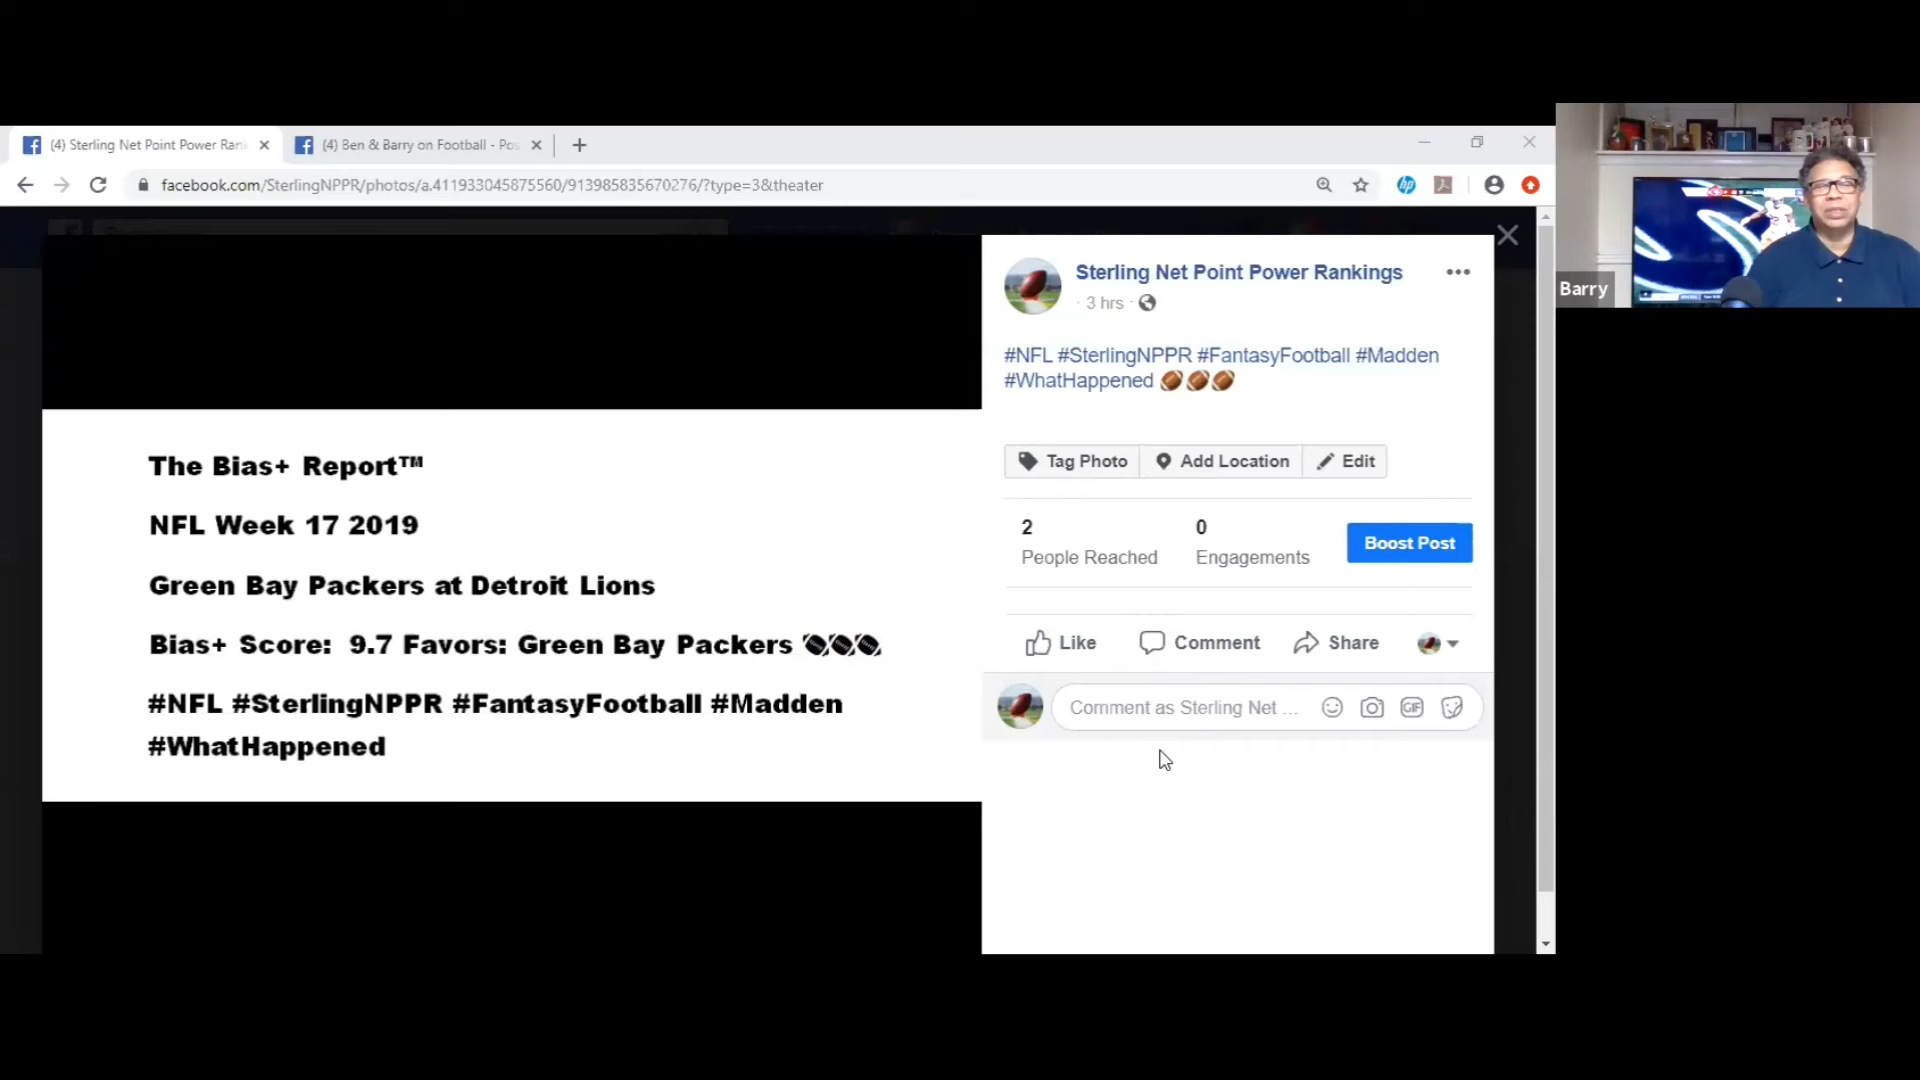 (4) Sterling Net Point Power Ran
(4) Ben & Barry on Football - Pos
facebook.com/SterlingNPPR/photos/a.411933045875560/913985835670276/?type=3&theater
hp
Sterling Net Point Power Rankings
· 3 hrs ·
#NFL #SterlingNPPR #FantasyFootball #Madden
#WhatHappened 🏈🏈🏈
Tag Photo Add Location Edit
2 0
People Reached Engagements
Boost Post
Like Comment Share
Comment as Sterling Net ...
GIF
The Bias+ Report™
NFL Week 17 2019
Green Bay Packers at Detroit Lions
Bias+ Score:  9.7 Favors: Green Bay Packers 🏈🏈🏈
#NFL #SterlingNPPR #FantasyFootball #Madden
#WhatHappened
Barry